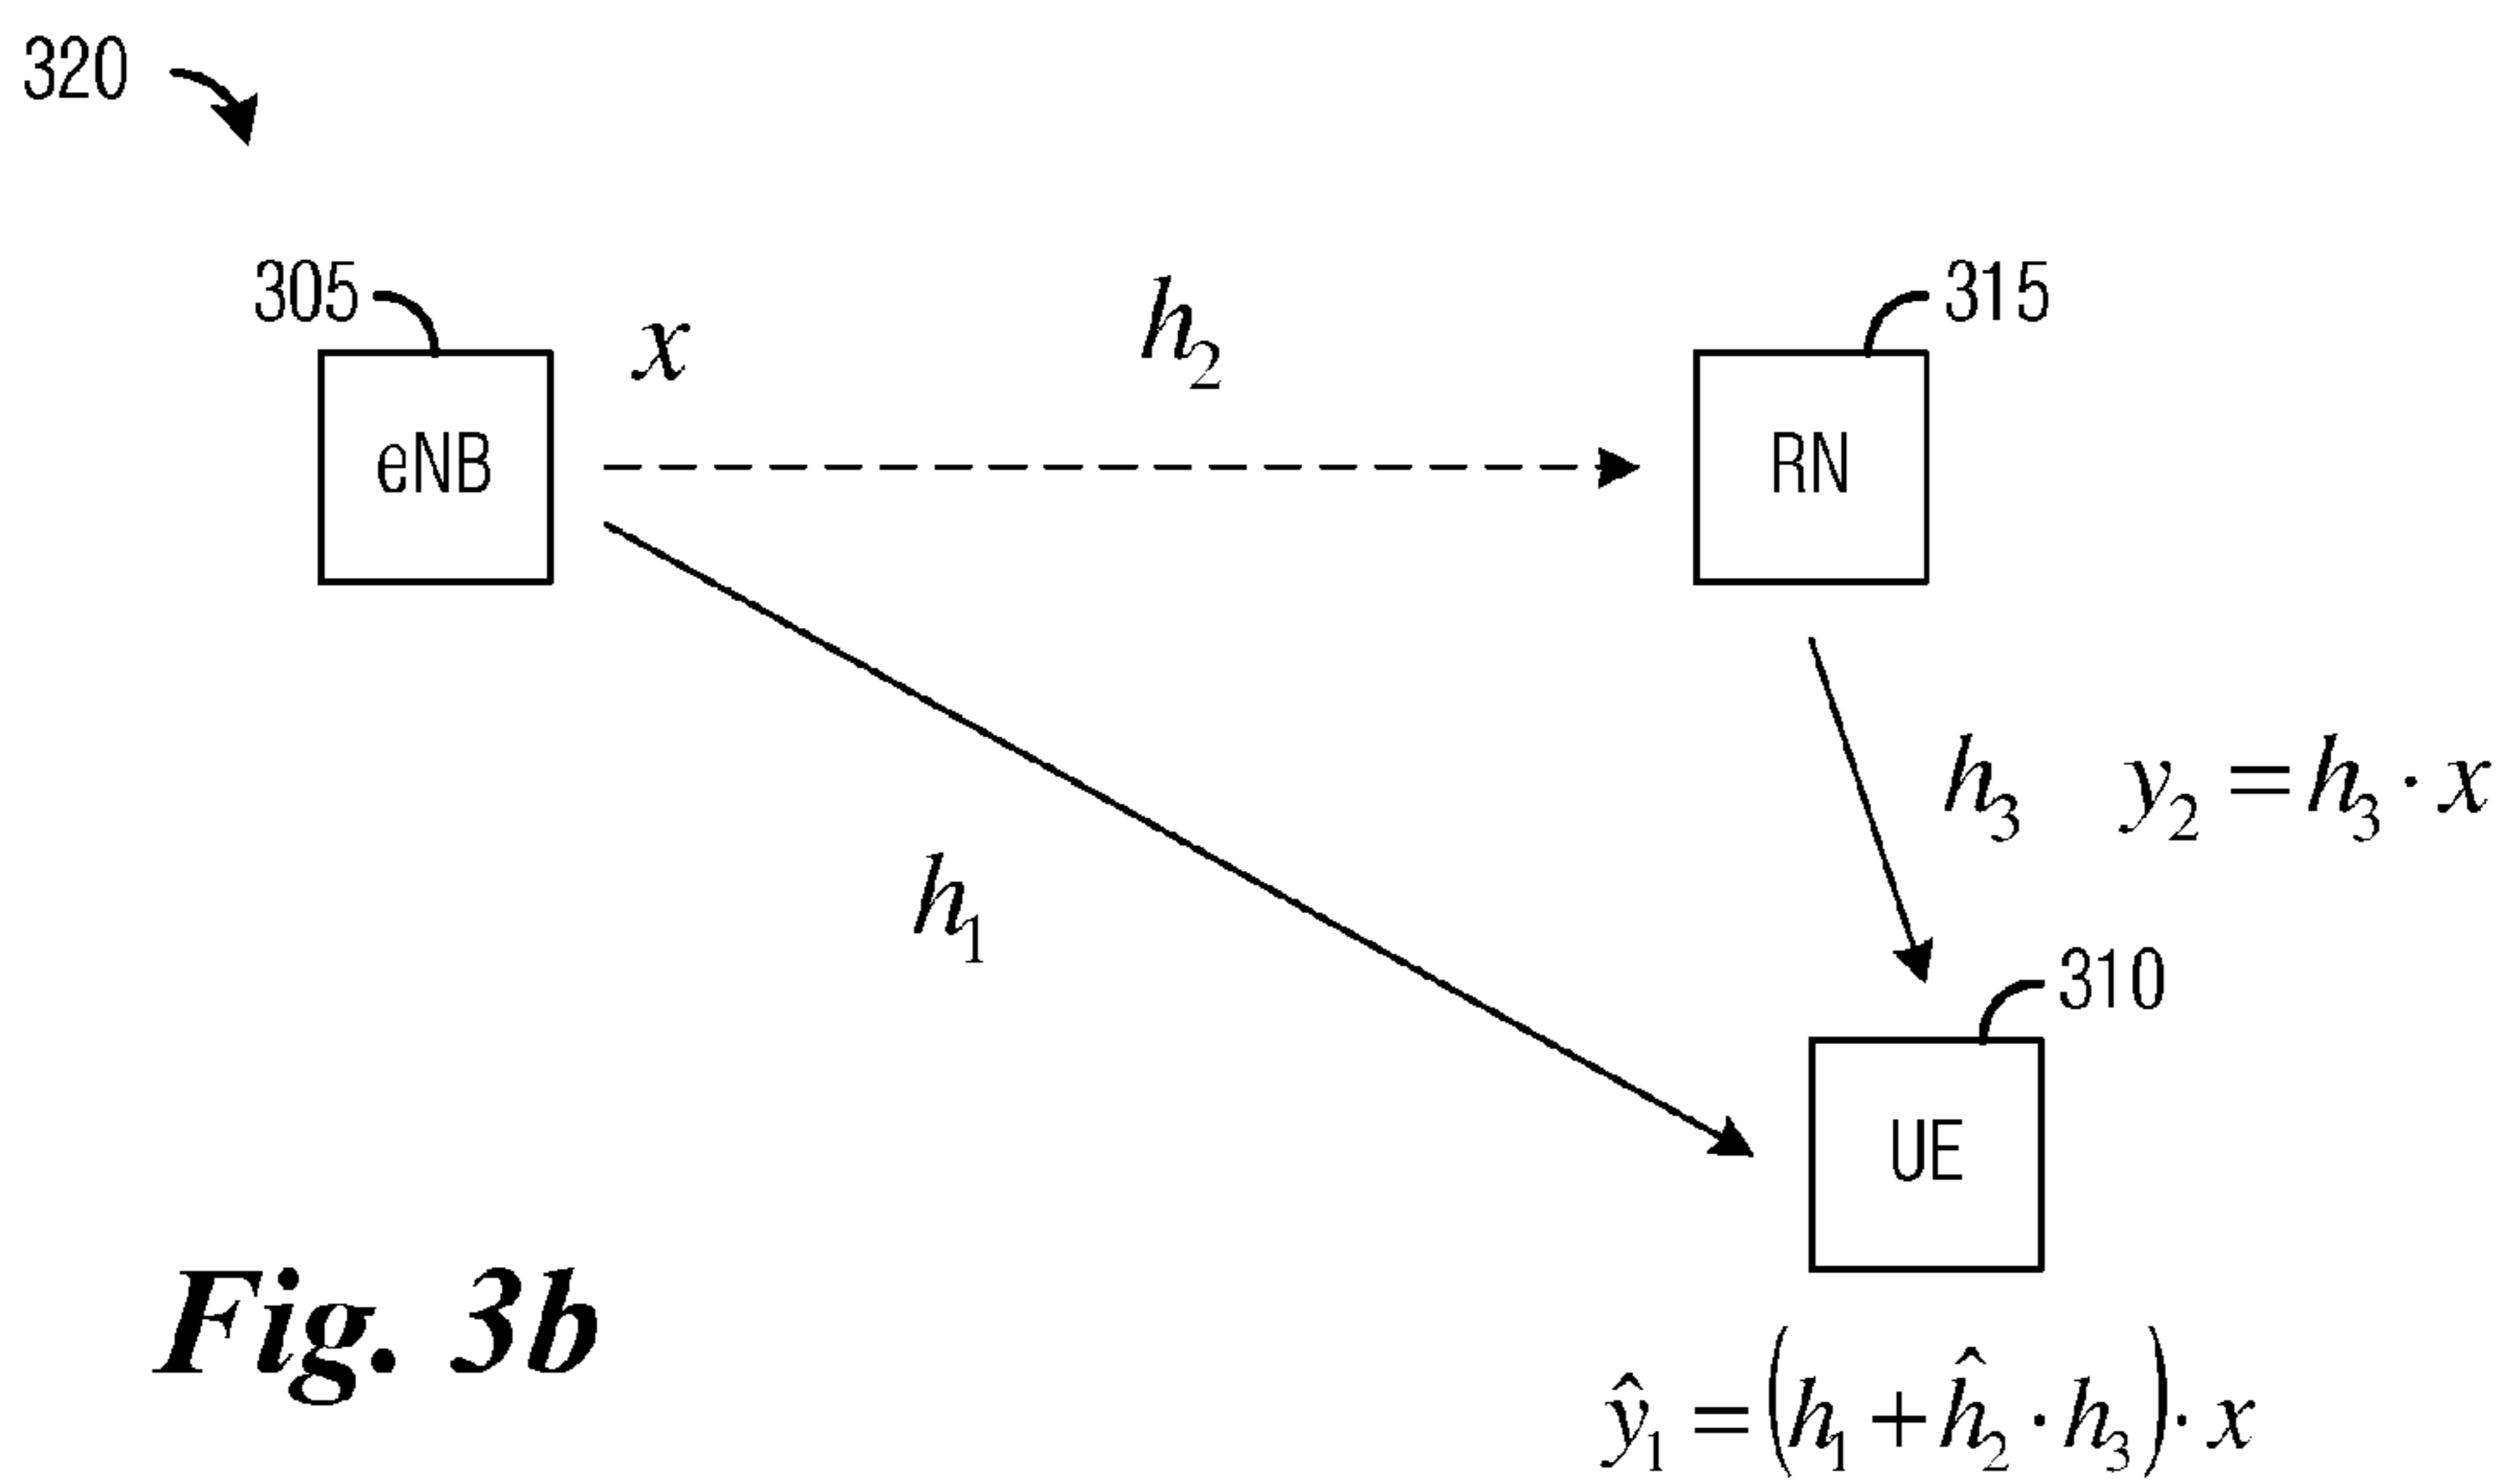 320
305
x
h₂
315
eNB
RN
h₃ y₂ = h₃ · x
h₁
310
UE
Fig. 3b
ŷ₁ = (h₁ + ĥ₂ · h₃) · x